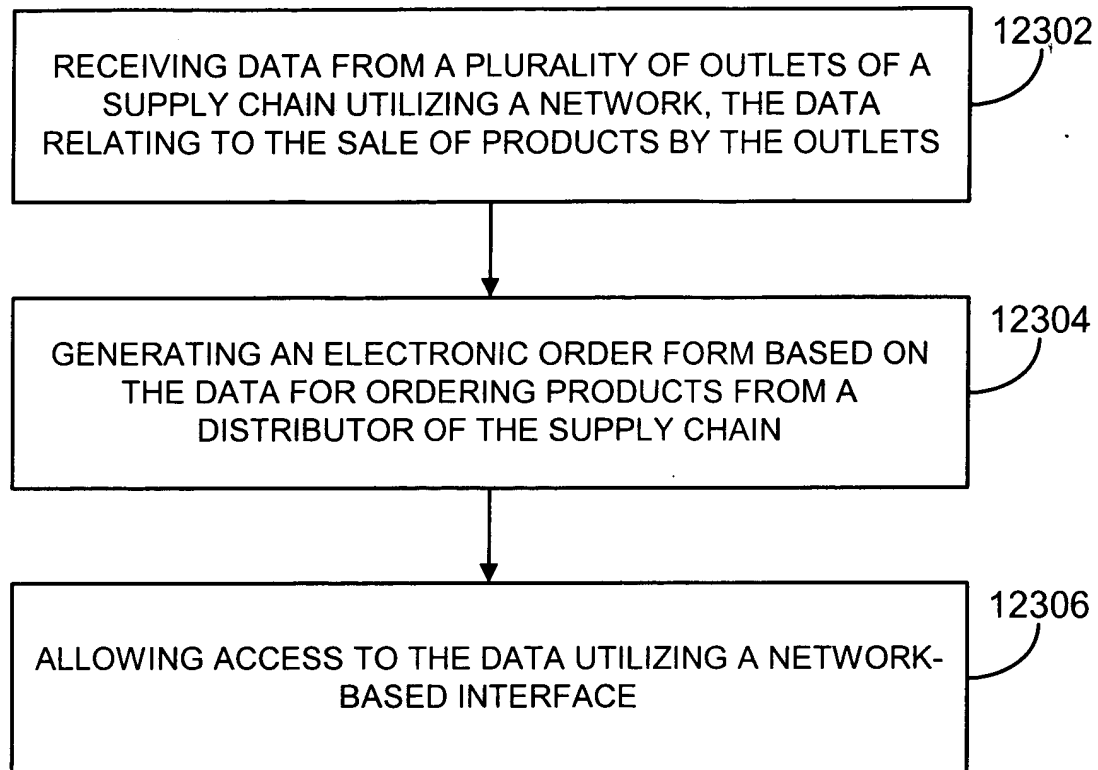 12302
RECEIVING DATA FROM A PLURALITY OF OUTLETS OF A
SUPPLY CHAIN UTILIZING A NETWORK, THE DATA
RELATING TO THE SALE OF PRODUCTS BY THE OUTLETS
12304
GENERATING AN ELECTRONIC ORDER FORM BASED ON
THE DATA FOR ORDERING PRODUCTS FROM A
DISTRIBUTOR OF THE SUPPLY CHAIN
12306
ALLOWING ACCESS TO THE DATA UTILIZING A NETWORK-
BASED INTERFACE